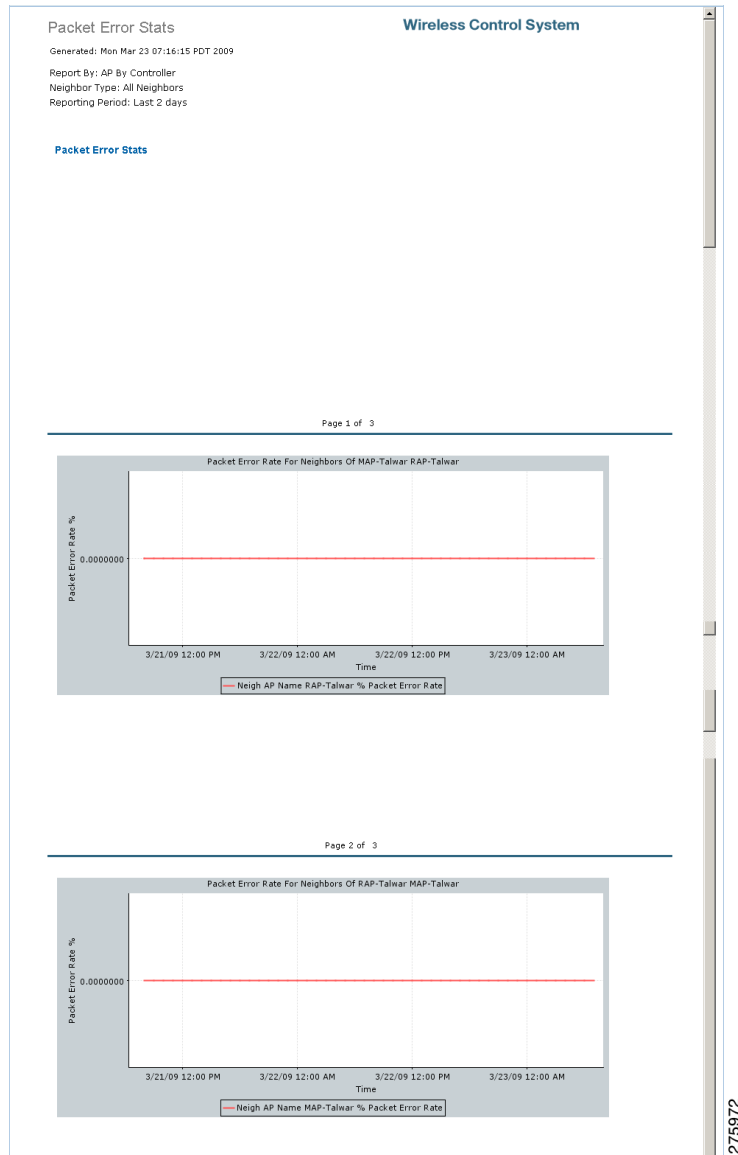 Packet Error Stats
Wireless Control System
Generated: Mon Mar 23 07:16:15 PDT 2009
Report By: AP By Controller
Neighbor Type: All Neighbors
Reporting Period: Last 2 days
Packet Error Stats
Page 1 of 3
Packet Error Rate For Neighbors Of MAP-Talwar RAP-Talwar
Packet Error Rate %
0.0000000
3/21/09 12:00 PM 3/22/09 12:00 AM 3/22/09 12:00 PM 3/23/09 12:00 AM
Time
Neigh AP Name RAP-Talwar % Packet Error Rate
Page 2 of 3
Packet Error Rate For Neighbors Of RAP-Talwar MAP-Talwar
Packet Error Rate %
0.0000000
3/21/09 12:00 PM 3/22/09 12:00 AM 3/22/09 12:00 PM 3/23/09 12:00 AM
Time
Neigh AP Name MAP-Talwar % Packet Error Rate
275972